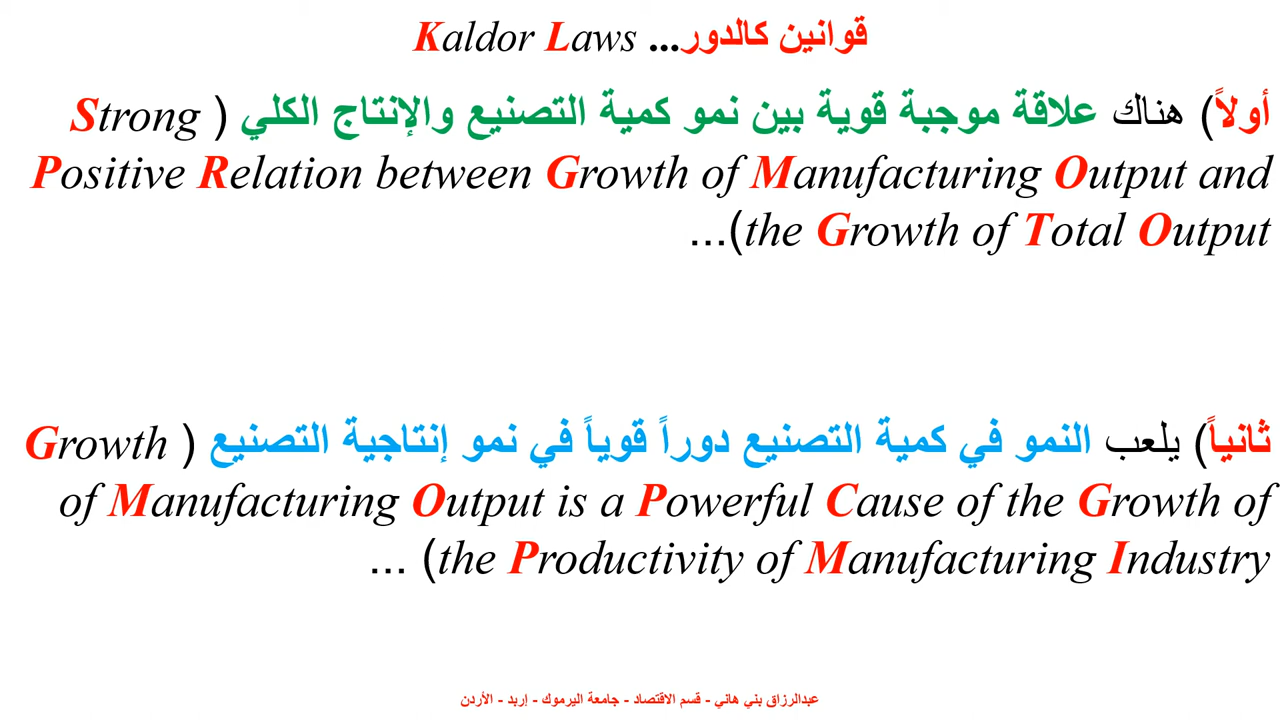 قوانين كالدور... Kaldor Laws
أولاً) هناك علاقة موجبة قوية بين نمو كمية التصنيع والإنتاج الكلي ( Strong
Positive Relation between Growth of Manufacturing Output and
the Growth of Total Output)...
ثانياً) يلعب النمو في كمية التصنيع دوراً قوياً في نمو إنتاجية التصنيع ( Growth
of Manufacturing Output is a Powerful Cause of the Growth of
the Productivity of Manufacturing Industry) ...
عبدالرزاق بني هاني - قسم الاقتصاد - جامعة اليرموك - إربد - الأردن